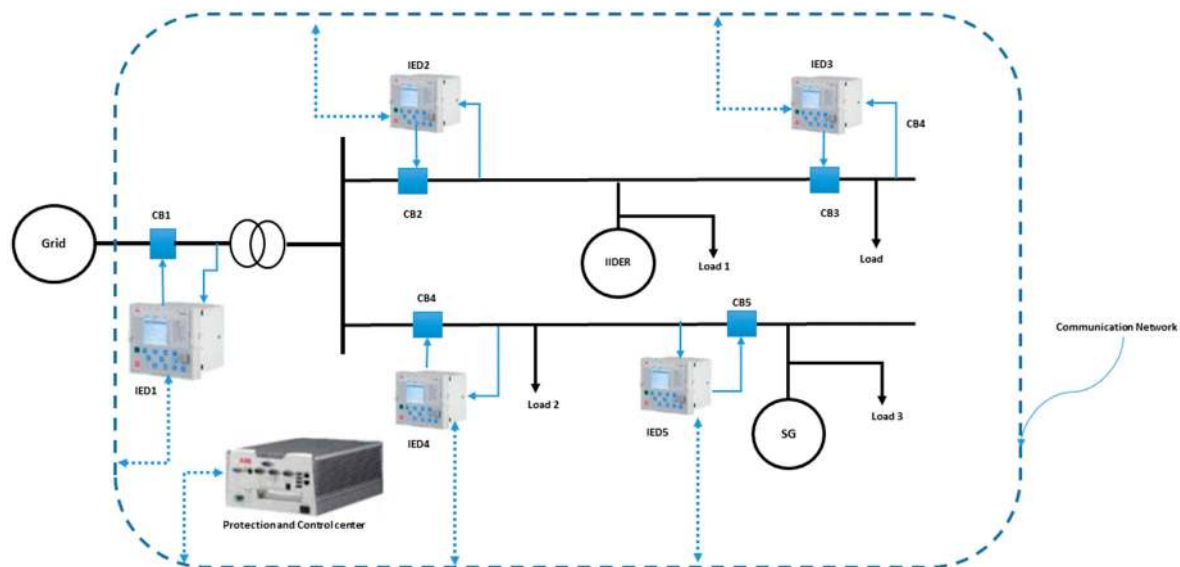 IED2
IED3
CB4
CB1
CB2
CB3
Grid
IIDER
Load 1
Load
CB4
CB5
Communication Network
IED1
Load 2
Load 3
IED4
IED5
SG
ABB
Protection and Control center